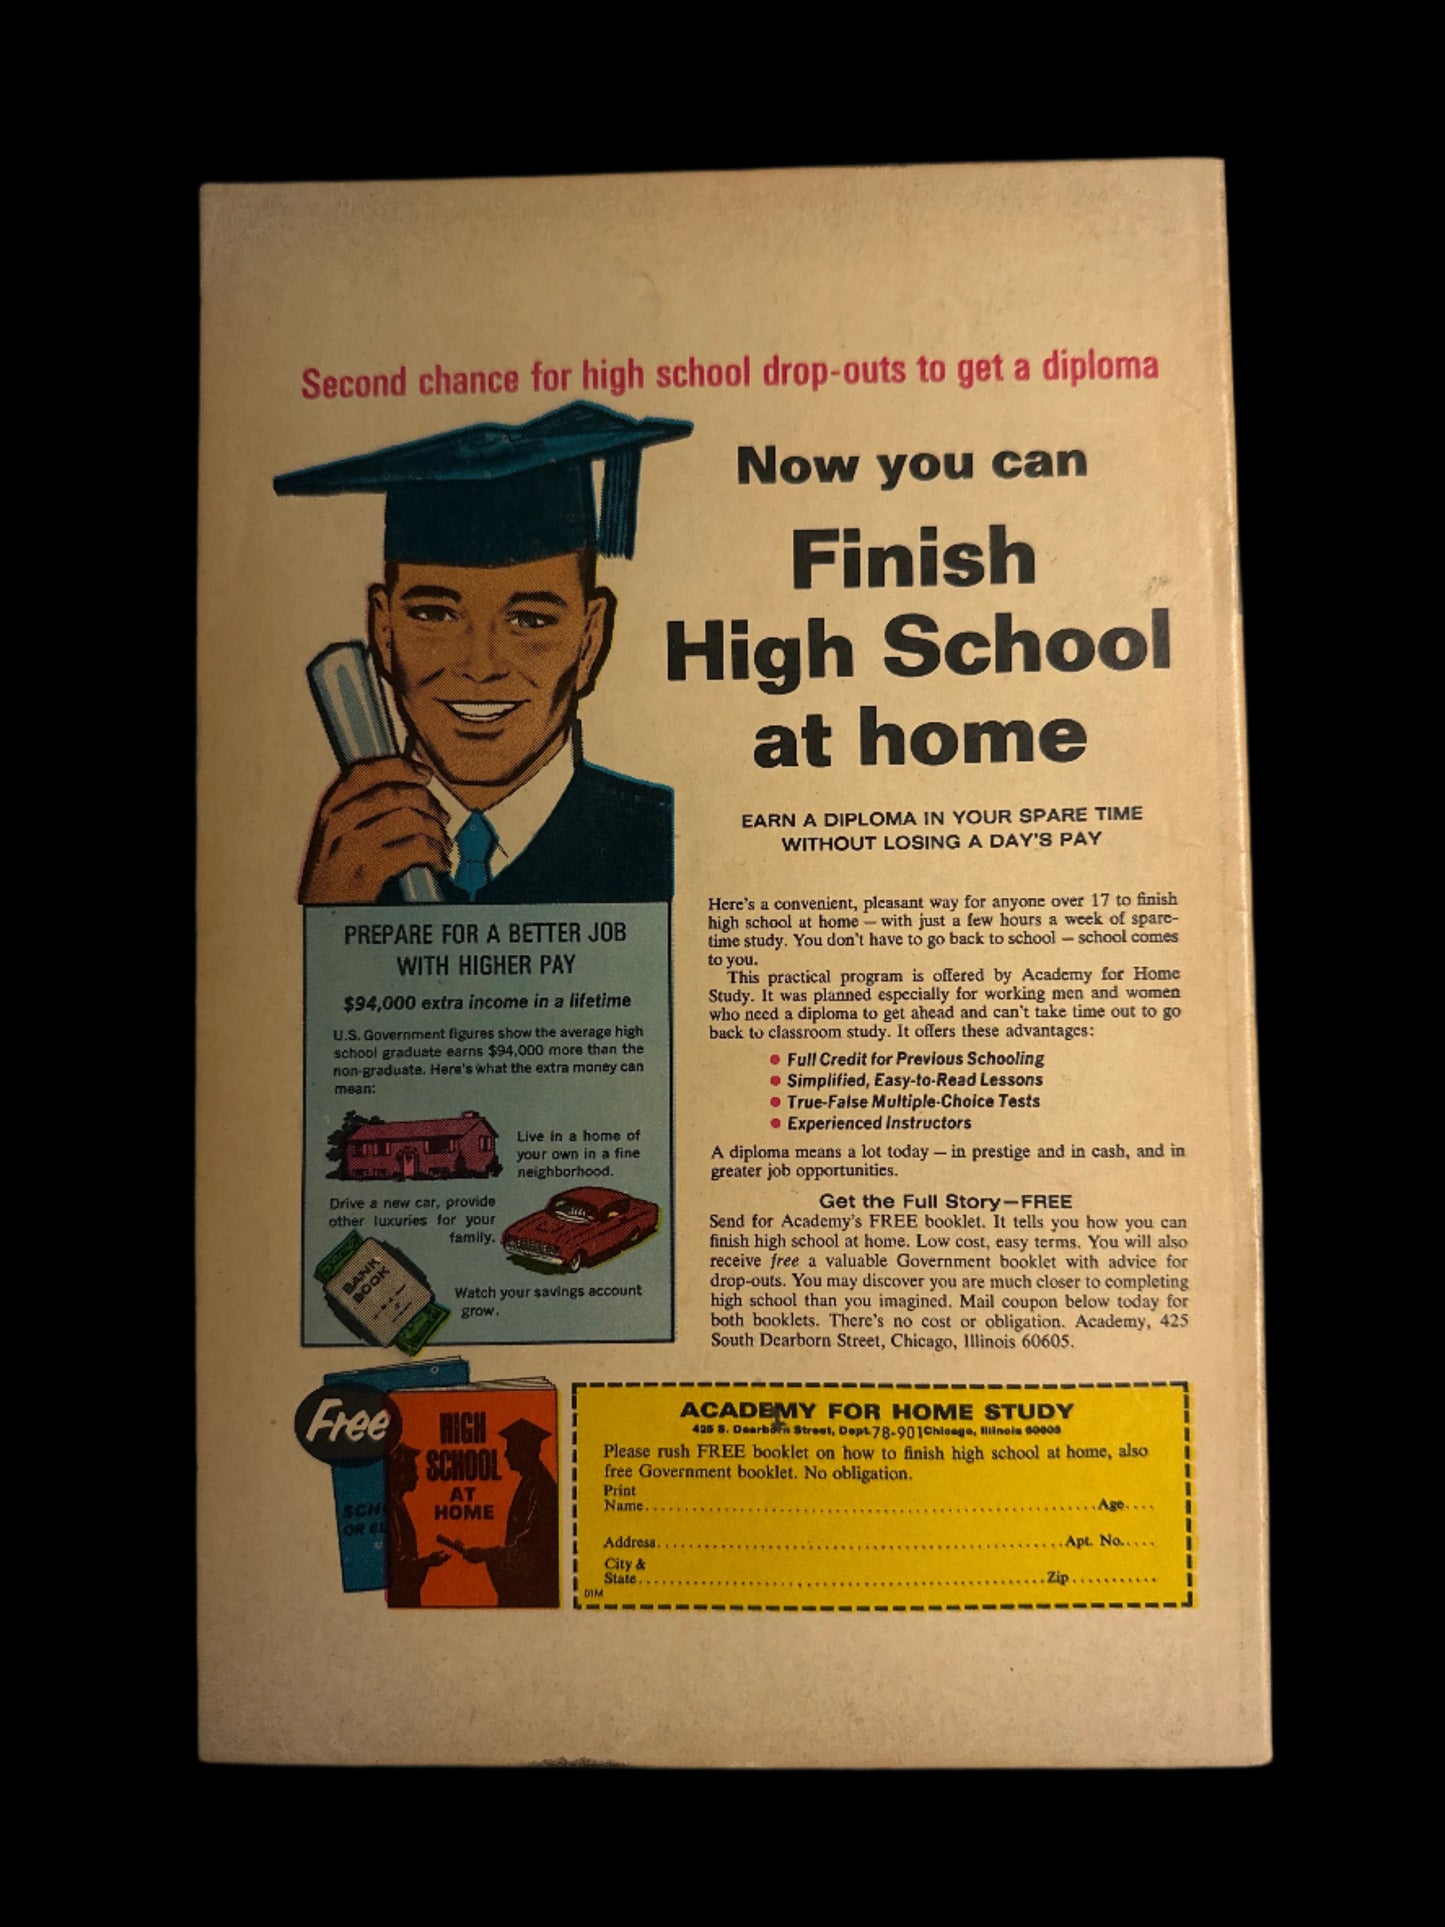 Second chance for high school drop-outs to get a diploma
Now you can
Finish
High School
at home
EARN A DIPLOMA IN YOUR SPARE TIME
WITHOUT LOSING A DAY'S PAY
PREPARE FOR A BETTER JOB
WITH HIGHER PAY
$94,000 extra income in a lifetime
U.S. Government figures show the average high
school graduate earns $94,000 more than the
non-graduate. Here's what the extra money can
mean:
Live in a home of
your own in a fine
neighborhood.
Drive a new car, provide
other luxuries for your
family.
BANK
BOOK
Watch your savings account
grow.
Here's a convenient, pleasant way for anyone over 17 to finish
high school at home — with just a few hours a week of spare-
time study. You don't have to go back to school — school comes
to you.
This practical program is offered by Academy for Home
Study. It was planned especially for working men and women
who need a diploma to get ahead and can't take time out to go
back to classroom study. It offers these advantages:
● Full Credit for Previous Schooling
● Simplified, Easy-to-Read Lessons
● True-False Multiple-Choice Tests
● Experienced Instructors
A diploma means a lot today — in prestige and in cash, and in
greater job opportunities.
Get the Full Story—FREE
Send for Academy's FREE booklet. It tells you how you can
finish high school at home. Low cost, easy terms. You will also
receive free a valuable Government booklet with advice for
drop-outs. You may discover you are much closer to completing
high school than you imagined. Mail coupon below today for
both booklets. There's no cost or obligation. Academy, 425
South Dearborn Street, Chicago, Illinois 60605.
Free
HIGH
SCHOOL
AT
HOME
SCH
OR EL
ACADEMY FOR HOME STUDY
425 S. Dearborn Street, Dept. 78-901 Chicago, Illinois 60605
Please rush FREE booklet on how to finish high school at home, also
free Government booklet. No obligation.
Print
Name..........Age....
Address..........Apt. No.....
City &
State..........Zip..........
D1M